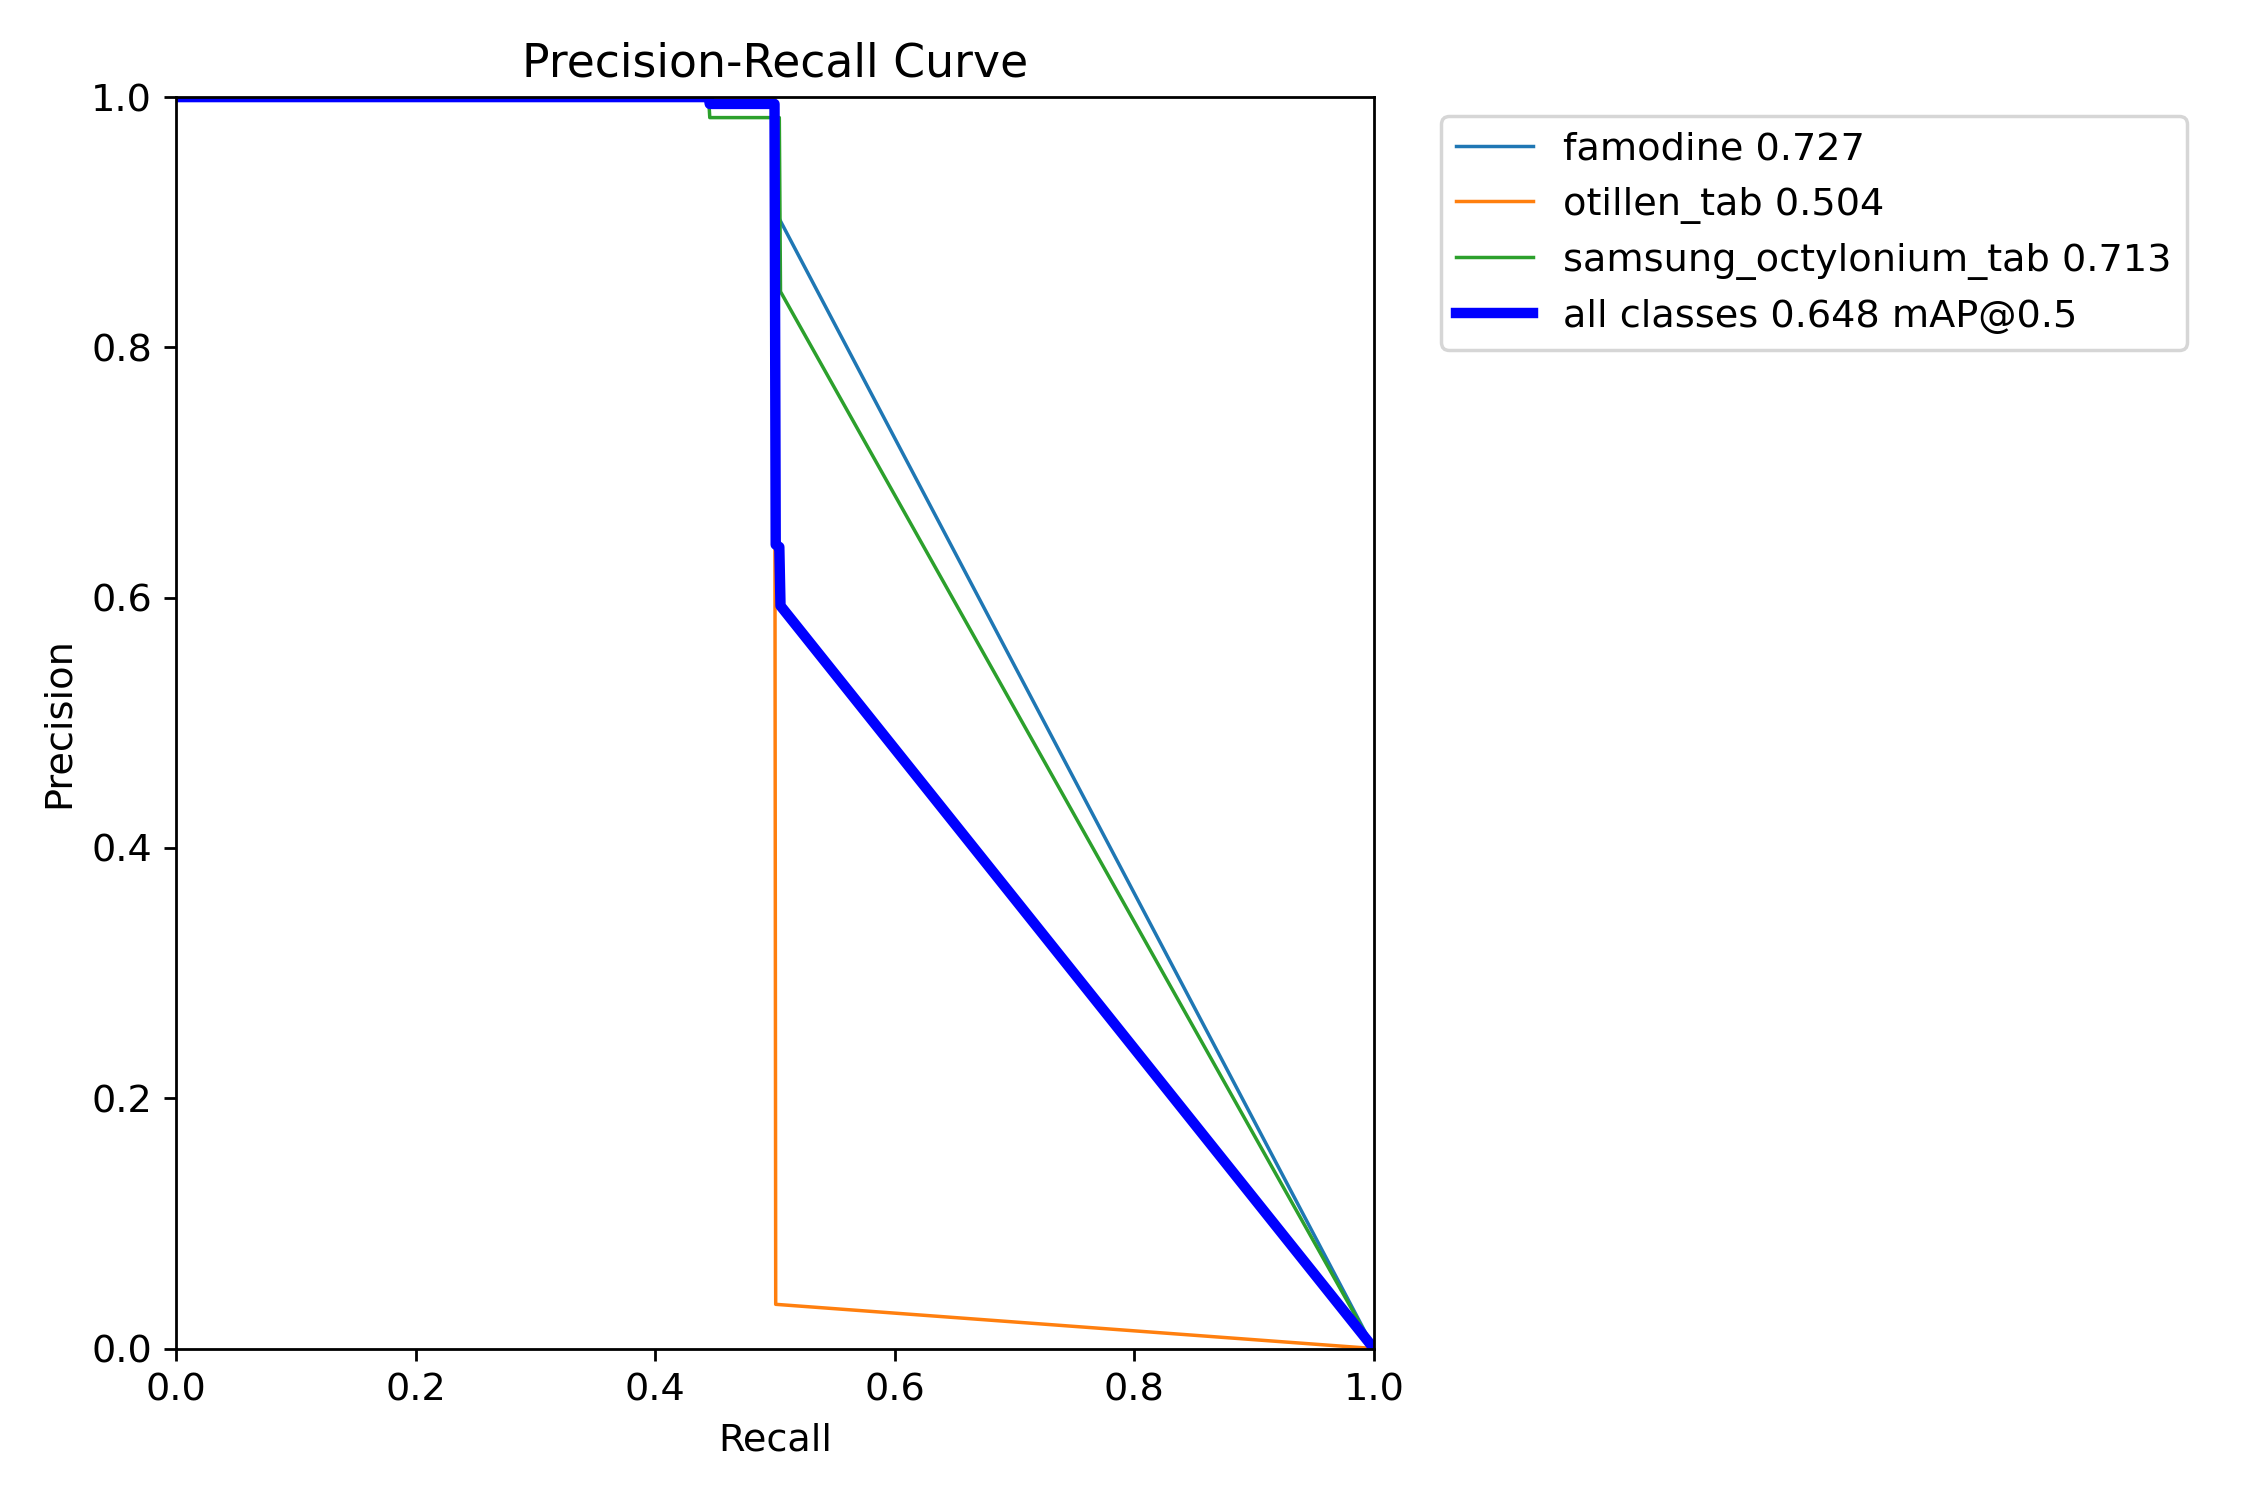 Precision-Recall Curve
1.0
0.8
0.6
0.4
0.2
0.0
Precision
0.0 0.2 0.4 0.6 0.8 1.0
Recall
famodine 0.727
otillen_tab 0.504
samsung_octylonium_tab 0.713
all classes 0.648 mAP@0.5